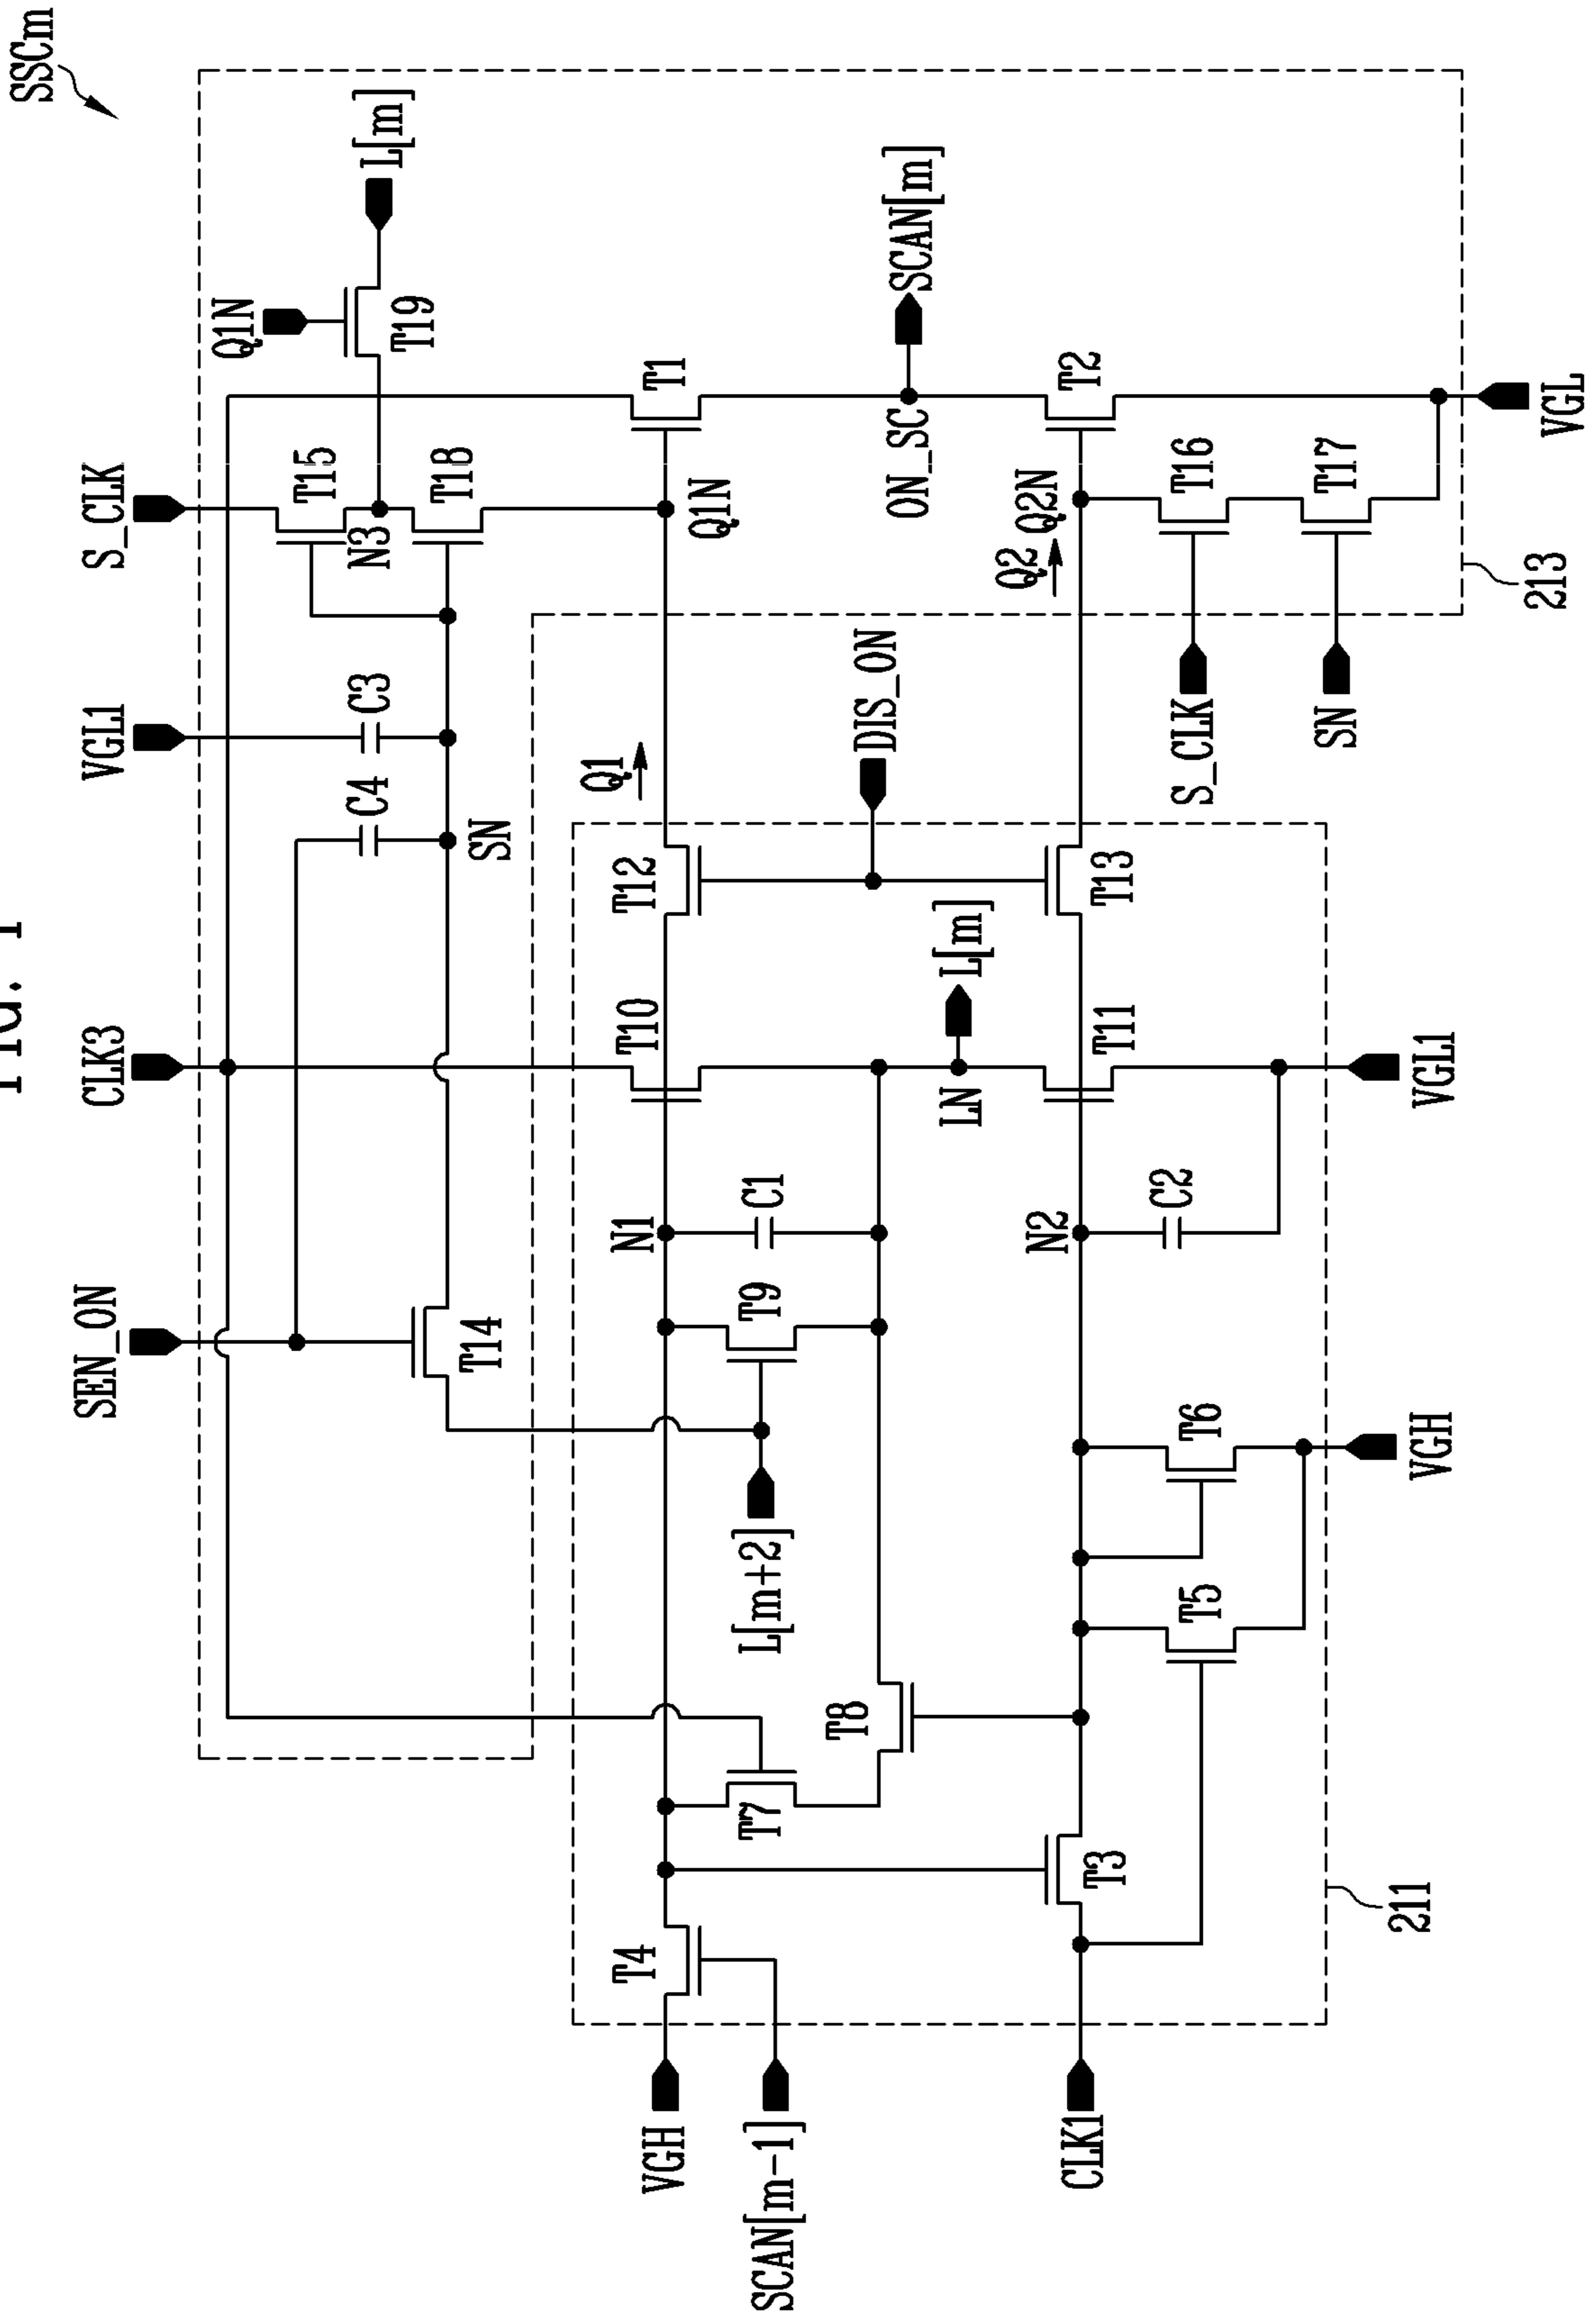 FIG.
SSCm
SEN_ON
CLK3
VGL1
S_CLK
Q1N
L[m]
T14
C4
C3
SN
T15
N3
T18
T19
VGH
T4
N1
T10
T12
Q1
Q1N
T1
SCAN[m-1]
T7
L[m+2]
T9
C1
T8
LN
L[m]
DIS_ON
ON_SC
SCAN[m]
CLK1
T3
N2
T11
T13
Q2
Q2N
T2
T5
T6
C2
S_CLK
T16
SN
T17
211
VGH
VGL1
213
VGL